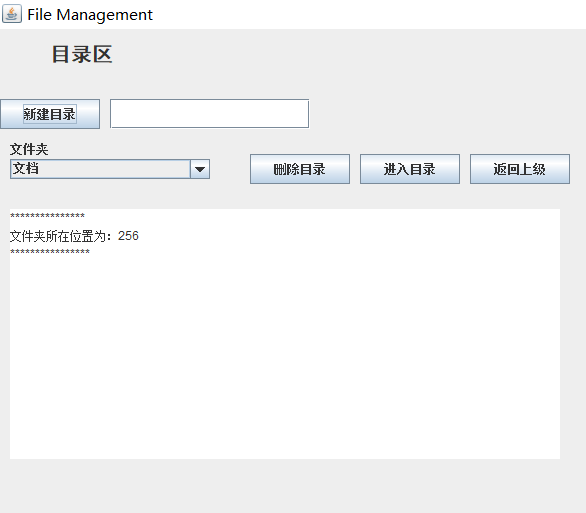 File Management
目录区
新建目录
文件夹
文档
删除目录 进入目录 返回上级
***************
文件夹所在位置为：256
****************